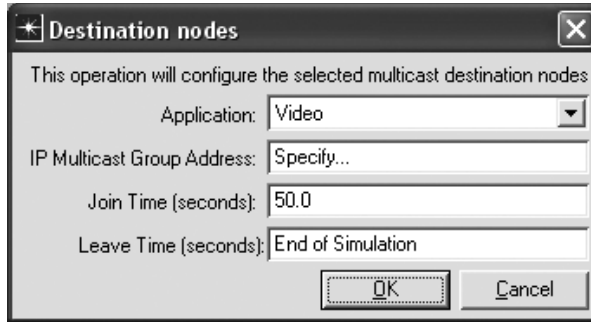 Destination nodes
This operation will configure the selected multicast destination nodes
Application: Video
IP Multicast Group Address: Specify...
Join Time (seconds): 50.0
Leave Time (seconds): End of Simulation
OK Cancel